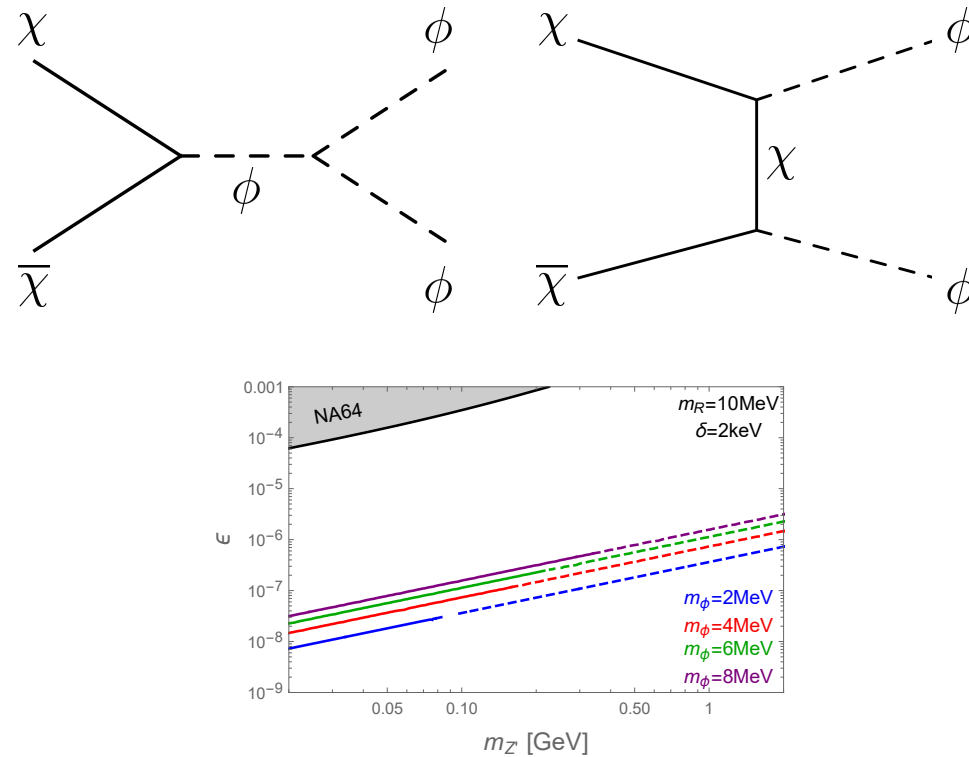 χ ϕ χ ϕ
ϕ χ
χ̅ ϕ χ̅ ϕ
0.001
10⁻⁴
10⁻⁵
10⁻⁶
10⁻⁷
10⁻⁸
10⁻⁹
ϵ
NA64
m_R=10MeV
δ=2keV
m_ϕ=2MeV
m_ϕ=4MeV
m_ϕ=6MeV
m_ϕ=8MeV
0.05 0.10 0.50 1
m_Z' [GeV]